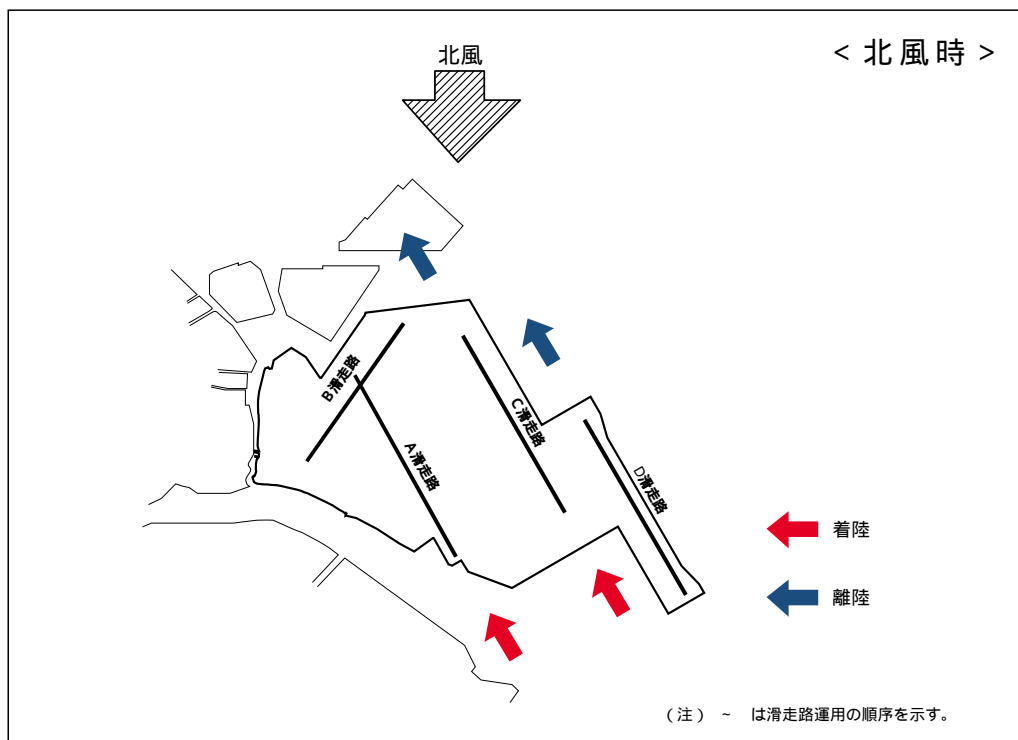 ＜北風時＞
北風
B滑走路
A滑走路
C滑走路
D滑走路
着陸
離陸
（注） ～ は滑走路運用の順序を示す。